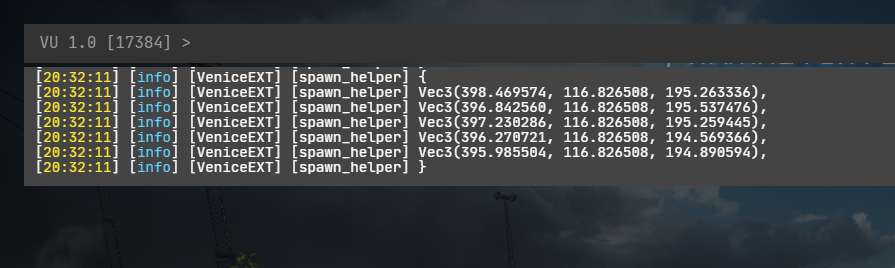 VU 1.0 [17384] >
[20:32:11] [info] [VeniceEXT] [spawn_helper] {
[20:32:11] [info] [VeniceEXT] [spawn_helper] Vec3(398.469574, 116.826508, 195.263336),
[20:32:11] [info] [VeniceEXT] [spawn_helper] Vec3(396.842560, 116.826508, 195.537476),
[20:32:11] [info] [VeniceEXT] [spawn_helper] Vec3(397.230286, 116.826508, 195.259445),
[20:32:11] [info] [VeniceEXT] [spawn_helper] Vec3(396.270721, 116.826508, 194.569366),
[20:32:11] [info] [VeniceEXT] [spawn_helper] Vec3(395.985504, 116.826508, 194.890594),
[20:32:11] [info] [VeniceEXT] [spawn_helper] }